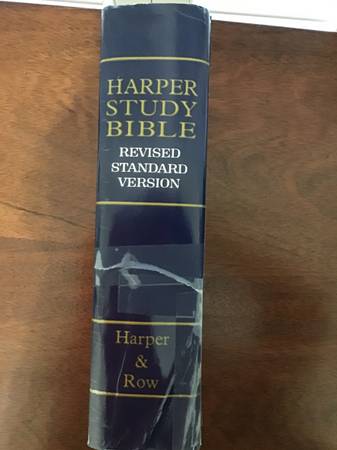 HARPER
STUDY
BIBLE
REVISED
STANDARD
VERSION
Harper
&
Row